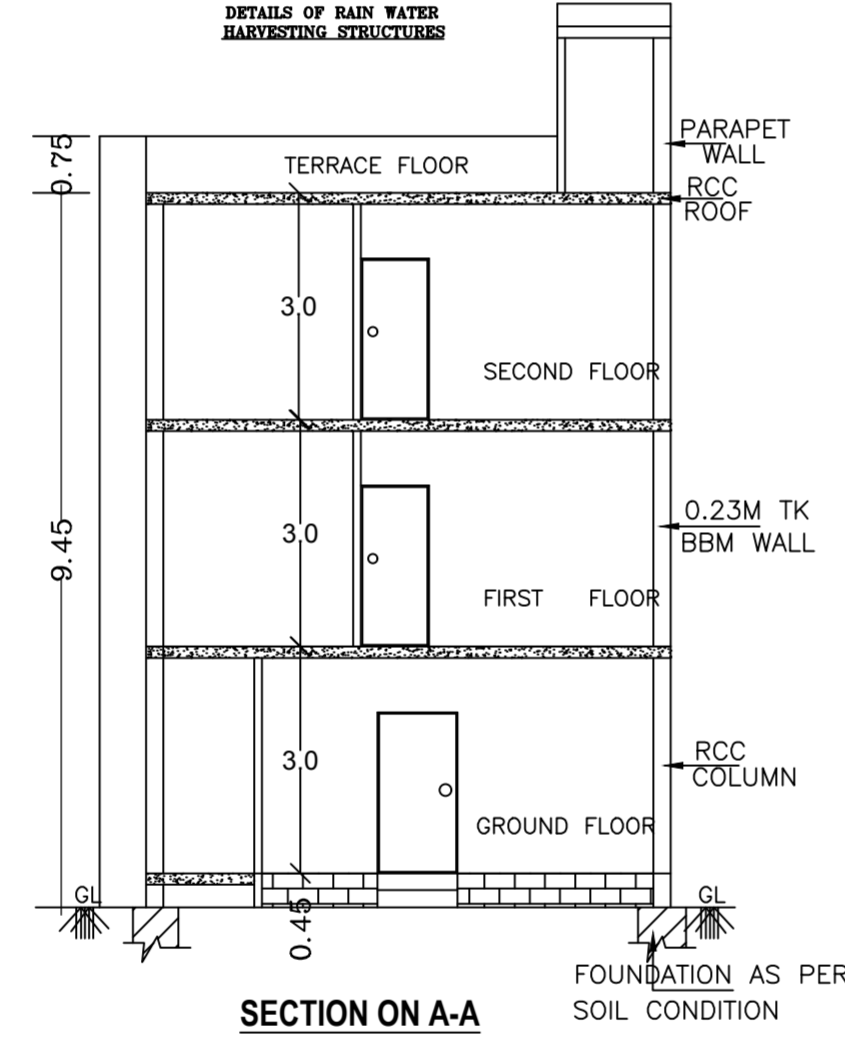 DETAILS OF RAIN WATER
HARVESTING STRUCTURES
0.75
PARAPET
WALL
TERRACE FLOOR
RCC
ROOF
3.0
SECOND FLOOR
9.45
3.0
0.23M TK
BBM WALL
FIRST FLOOR
3.0
RCC
COLUMN
GROUND FLOOR
GL
GL
0.45
FOUNDATION AS PER
SOIL CONDITION
SECTION ON A-A